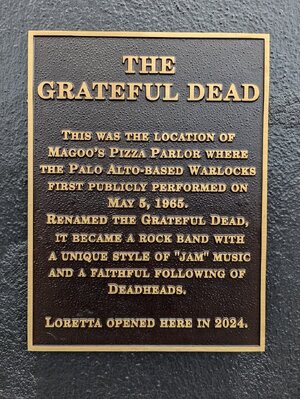 THE
GRATEFUL DEAD
THIS WAS THE LOCATION OF
MAGOO'S PIZZA PARLOR WHERE
THE PALO ALTO-BASED WARLOCKS
FIRST PUBLICLY PERFORMED ON
MAY 5, 1965.
RENAMED THE GRATEFUL DEAD,
IT BECAME A ROCK BAND WITH
A UNIQUE STYLE OF "JAM" MUSIC
AND A FAITHFUL FOLLOWING OF
DEADHEADS.
LORETTA OPENED HERE IN 2024.